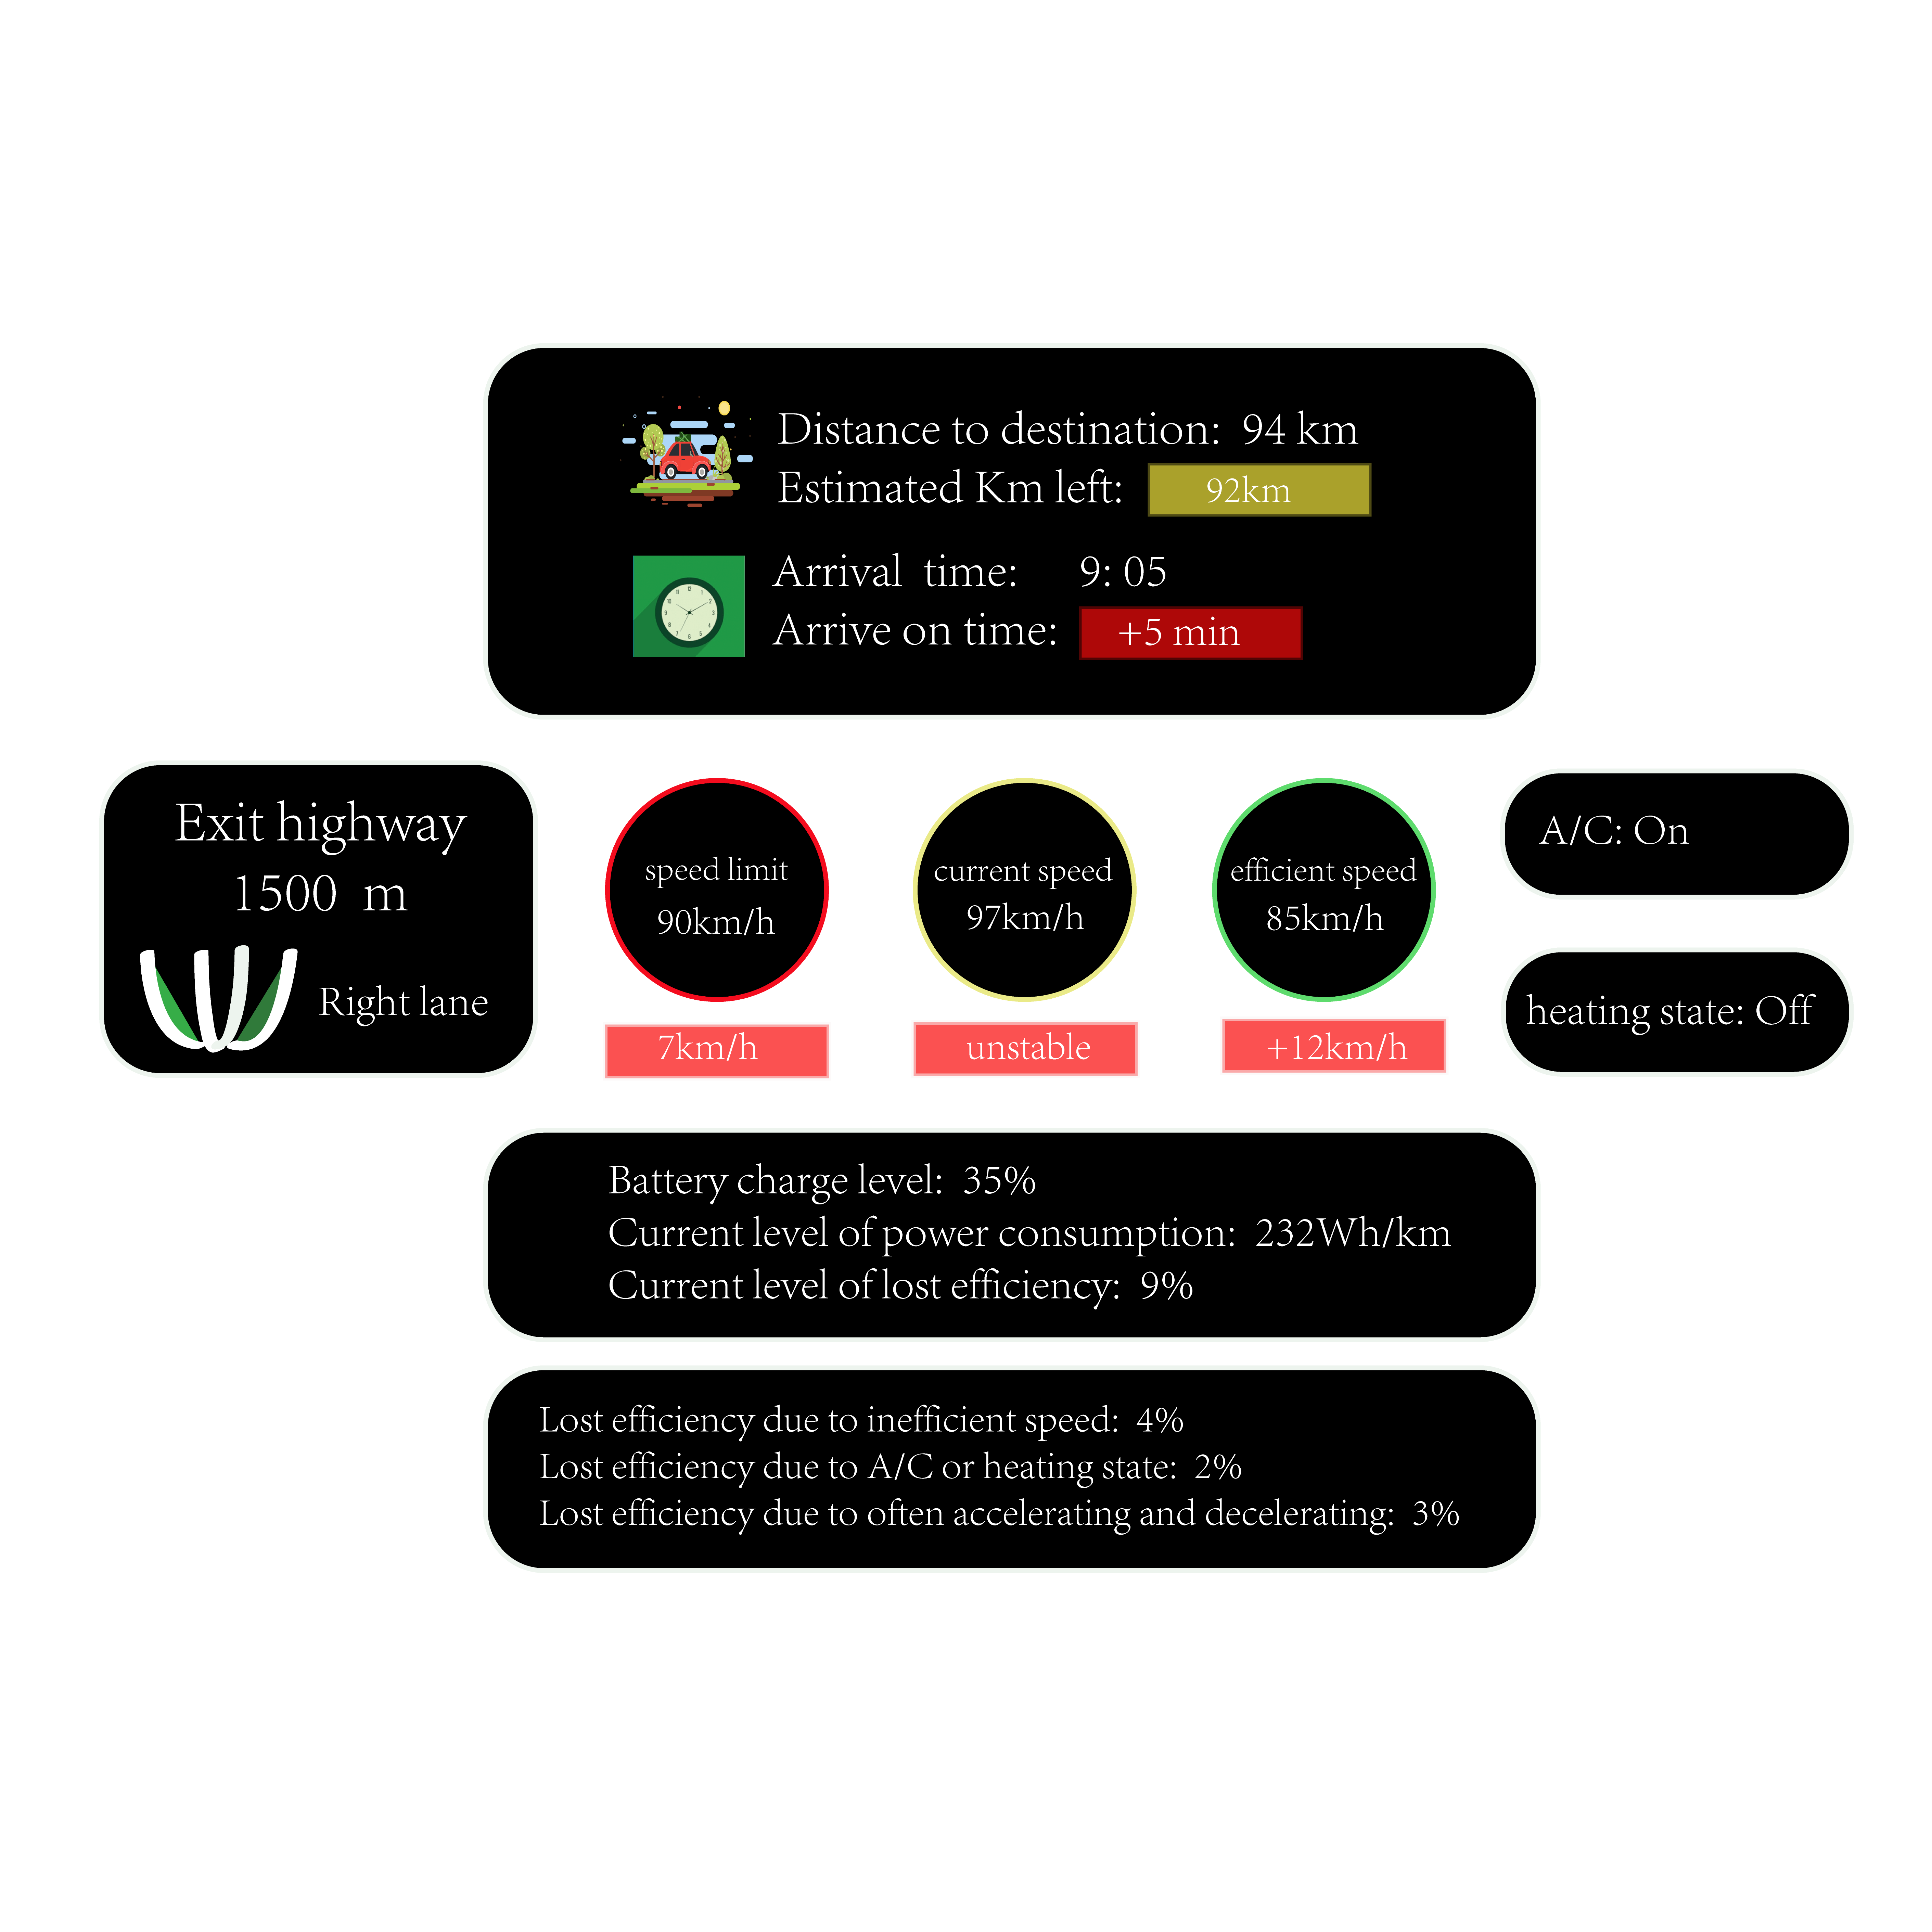 Distance to destination: 94 km
Estimated Km left: 92km
Arrival time: 9: 05
Arrive on time: +5 min
Exit highway
1500 m
Right lane
speed limit
90km/h
7km/h
current speed
97km/h
unstable
efficient speed
85km/h
+12km/h
A/C: On
heating state: Off
Battery charge level: 35%
Current level of power consumption: 232Wh/km
Current level of lost efficiency: 9%
Lost efficiency due to inefficient speed: 4%
Lost efficiency due to A/C or heating state: 2%
Lost efficiency due to often accelerating and decelerating: 3%